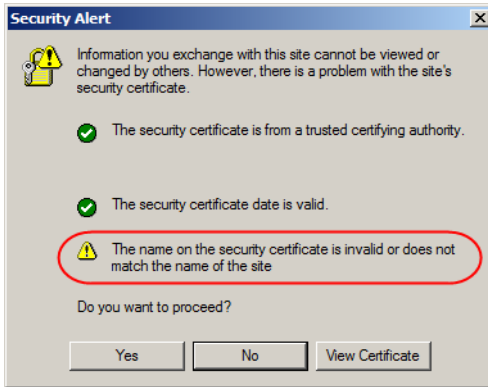 Security Alert
Information you exchange with this site cannot be viewed or
changed by others. However, there is a problem with the site's
security certificate.
The security certificate is from a trusted certifying authority.
The security certificate date is valid.
The name on the security certificate is invalid or does not
match the name of the site
Do you want to proceed?
Yes
No
View Certificate